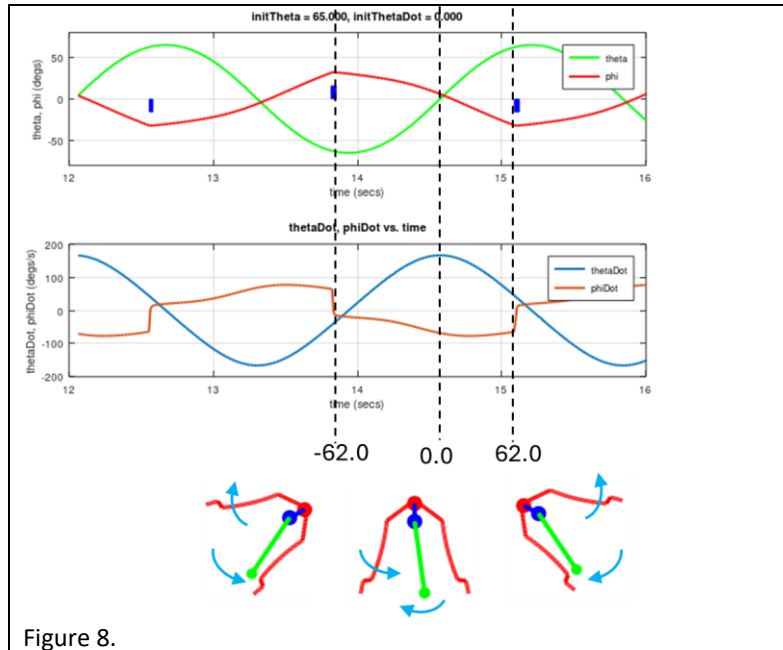 initTheta = 65.000, initThetaDot = 0.000
theta, phi (degs)
50
0
-50
theta
phi
12
13
14
15
16
time (secs)
thetaDot, phiDot vs. time
thetaDot, phiDot (degs/s)
200
100
0
-100
-200
thetaDot
phiDot
12
13
14
15
16
time (secs)
-62.0
0.0
62.0
Figure 8.